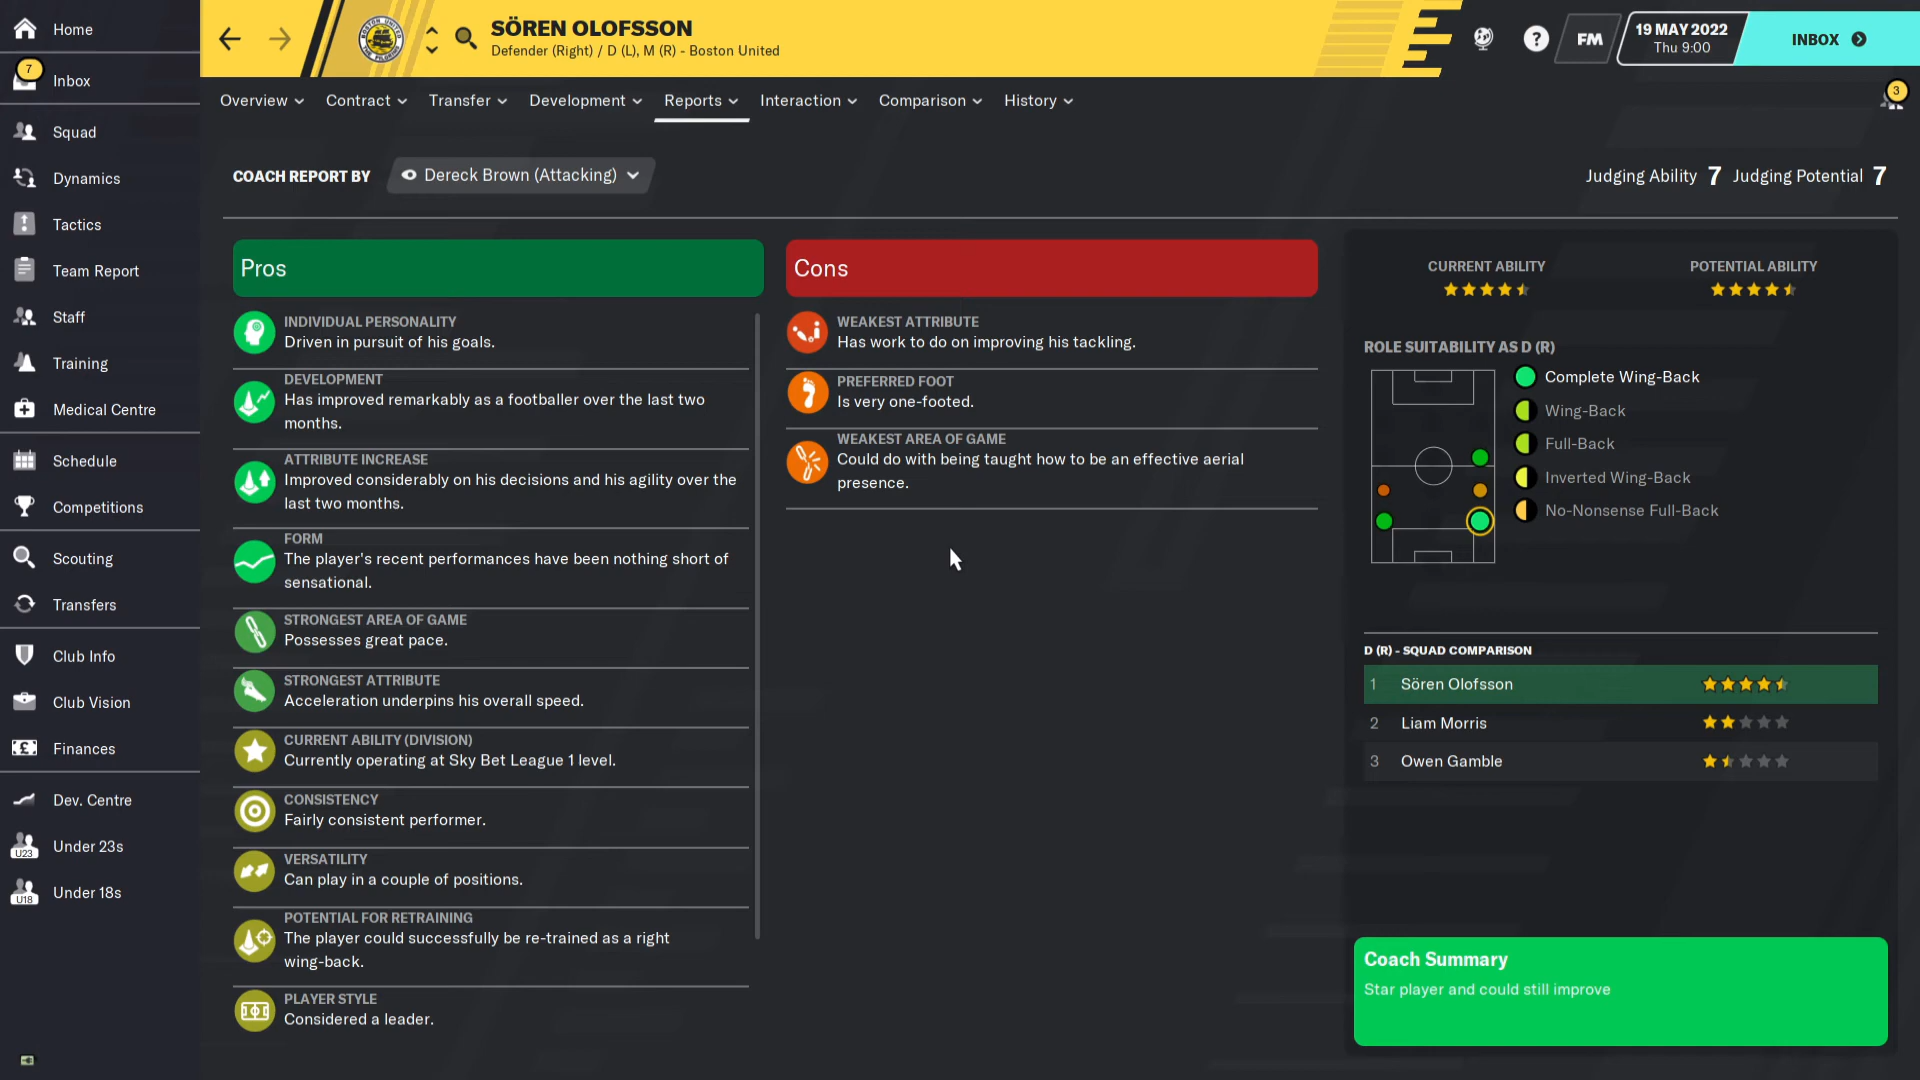 Home
7
Inbox
Squad
Dynamics
Tactics
Team Report
Staff
Training
Medical Centre
Schedule
Competitions
Scouting
Transfers
Club Info
Club Vision
Finances
Dev. Centre
U23
Under 23s
U18
Under 18s
SÖREN OLOFSSON
Defender (Right) / D (L), M (R) - Boston United
?
FM
19 MAY 2022
Thu 9:00
INBOX
Overview
Contract
Transfer
Development
Reports
Interaction
Comparison
History
3
COACH REPORT BY
Dereck Brown (Attacking)
Judging Ability 7
Judging Potential 7
Pros
INDIVIDUAL PERSONALITY
Driven in pursuit of his goals.
DEVELOPMENT
Has improved remarkably as a footballer over the last two
months.
ATTRIBUTE INCREASE
Improved considerably on his decisions and his agility over the
last two months.
FORM
The player's recent performances have been nothing short of
sensational.
STRONGEST AREA OF GAME
Possesses great pace.
STRONGEST ATTRIBUTE
Acceleration underpins his overall speed.
CURRENT ABILITY (DIVISION)
Currently operating at Sky Bet League 1 level.
CONSISTENCY
Fairly consistent performer.
VERSATILITY
Can play in a couple of positions.
POTENTIAL FOR RETRAINING
The player could successfully be re-trained as a right
wing-back.
PLAYER STYLE
Considered a leader.
Cons
WEAKEST ATTRIBUTE
Has work to do on improving his tackling.
PREFERRED FOOT
Is very one-footed.
WEAKEST AREA OF GAME
Could do with being taught how to be an effective aerial
presence.
CURRENT ABILITY
POTENTIAL ABILITY
ROLE SUITABILITY AS D (R)
Complete Wing-Back
Wing-Back
Full-Back
Inverted Wing-Back
No-Nonsense Full-Back
D (R) - SQUAD COMPARISON
1 Sören Olofsson
2 Liam Morris
3 Owen Gamble
Coach Summary
Star player and could still improve